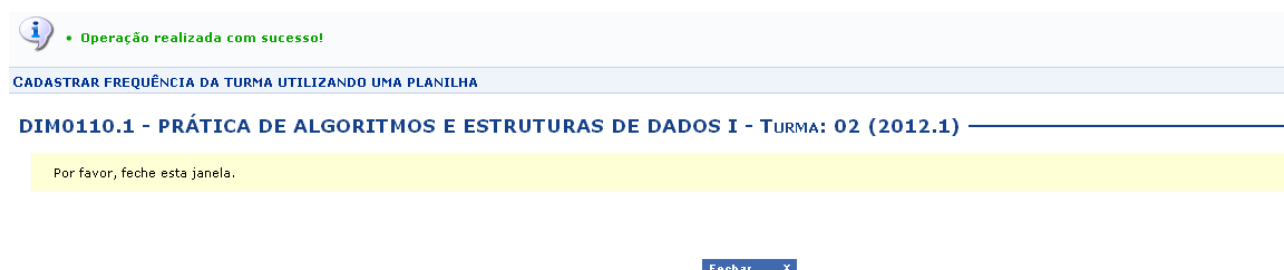 • Operação realizada com sucesso!
CADASTRAR FREQUÊNCIA DA TURMA UTILIZANDO UMA PLANILHA
DIM0110.1 - PRÁTICA DE ALGORITMOS E ESTRUTURAS DE DADOS I - TURMA: 02 (2012.1)
Por favor, feche esta janela.
Fechar X